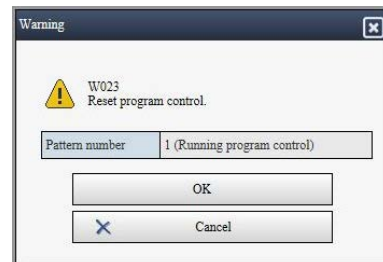 Warning
W023
Reset program control.
Pattern number 1 (Running program control)
OK
Cancel